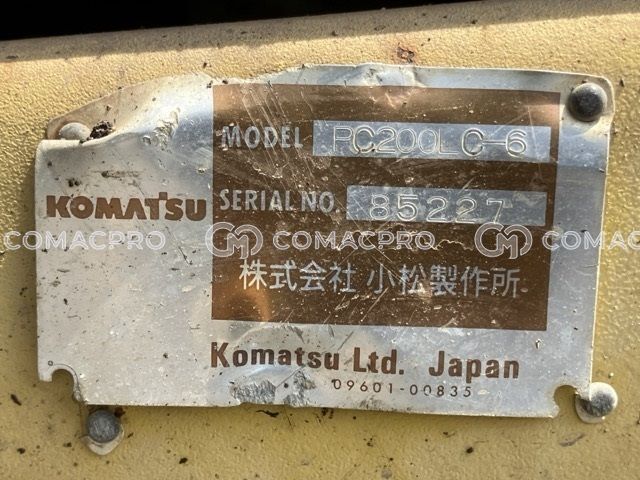 MODEL PC200LC-6
KOMATSU
SERIAL NO. 85227
COMACPRO COMACPRO COMACPRO
株式会社 小松製作所
Komatsu Ltd. Japan
09601-00835